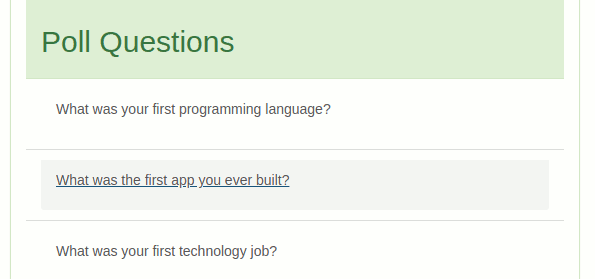 Poll Questions
What was your first programming language?
What was the first app you ever built?
What was your first technology job?